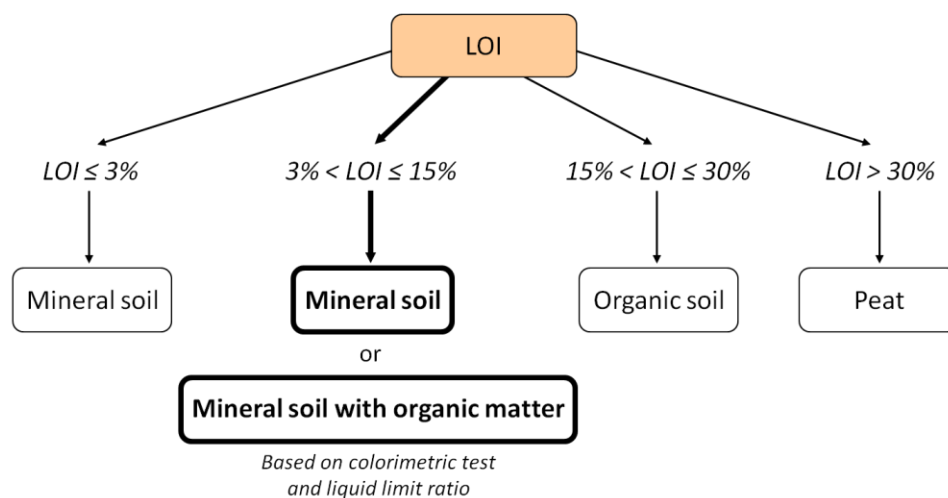 LOI
LOI ≤ 3%
3% < LOI ≤ 15%
15% < LOI ≤ 30%
LOI > 30%
Mineral soil
Mineral soil
Organic soil
Peat
or
Mineral soil with organic matter
Based on colorimetric test
and liquid limit ratio